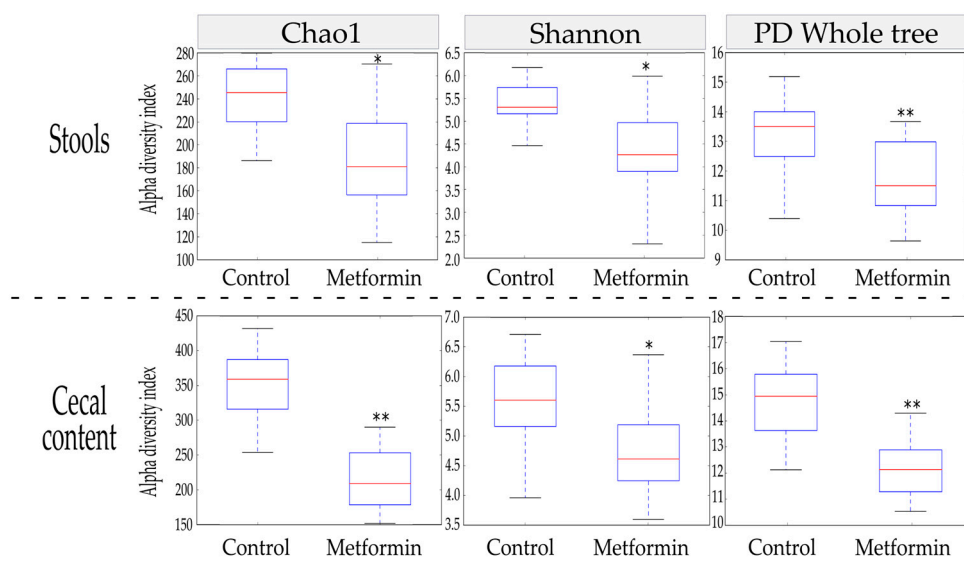 Chao1
Shannon
PD Whole tree
Stools
Alpha diversity index
280
260
240
220
200
180
160
140
120
100
*
Control
Metformin
6.5
6.0
5.5
5.0
4.5
4.0
3.5
3.0
2.5
2.0
*
Control
Metformin
16
15
14
13
12
11
10
9
**
Control
Metformin
Cecal
content
Alpha diversity index
450
400
350
300
250
200
150
**
Control
Metformin
7.0
6.5
6.0
5.5
5.0
4.5
4.0
3.5
*
Control
Metformin
18
17
16
15
14
13
12
11
10
**
Control
Metformin